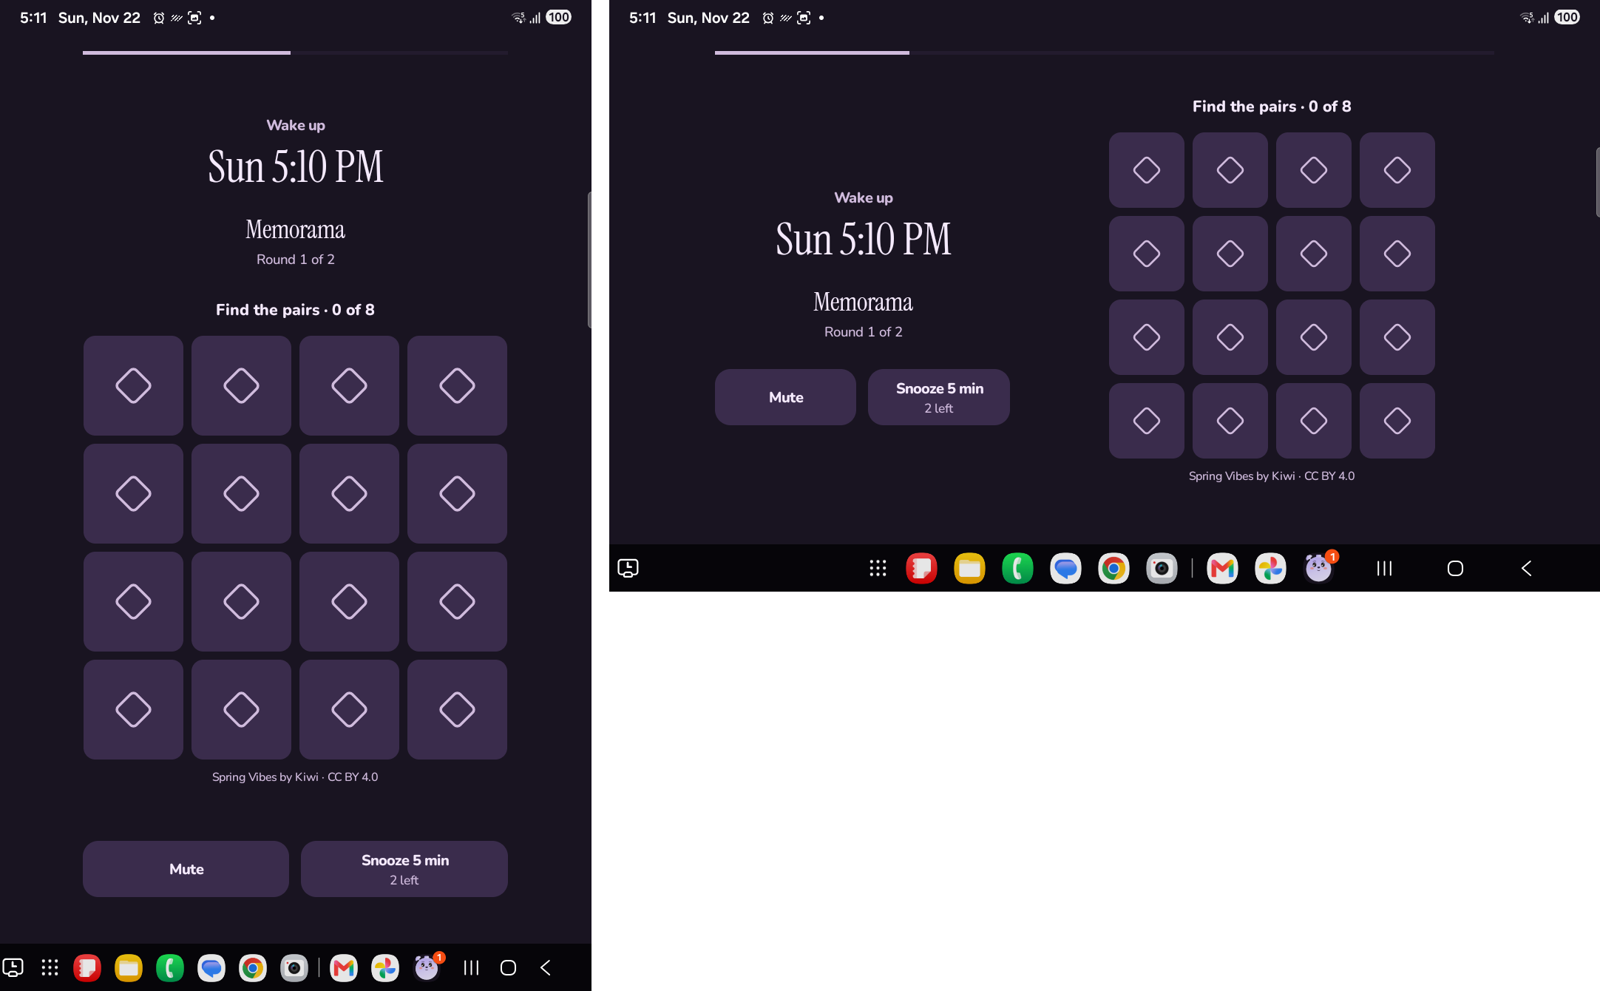 5:11 Sun, Nov 22
100
Wake up
Sun 5:10 PM
Memorama
Round 1 of 2
Find the pairs · 0 of 8
Spring Vibes by Kiwi · CC BY 4.0
Mute
Snooze 5 min
2 left
1
5:11 Sun, Nov 22
100
Wake up
Sun 5:10 PM
Memorama
Round 1 of 2
Mute
Snooze 5 min
2 left
Find the pairs · 0 of 8
Spring Vibes by Kiwi · CC BY 4.0
1